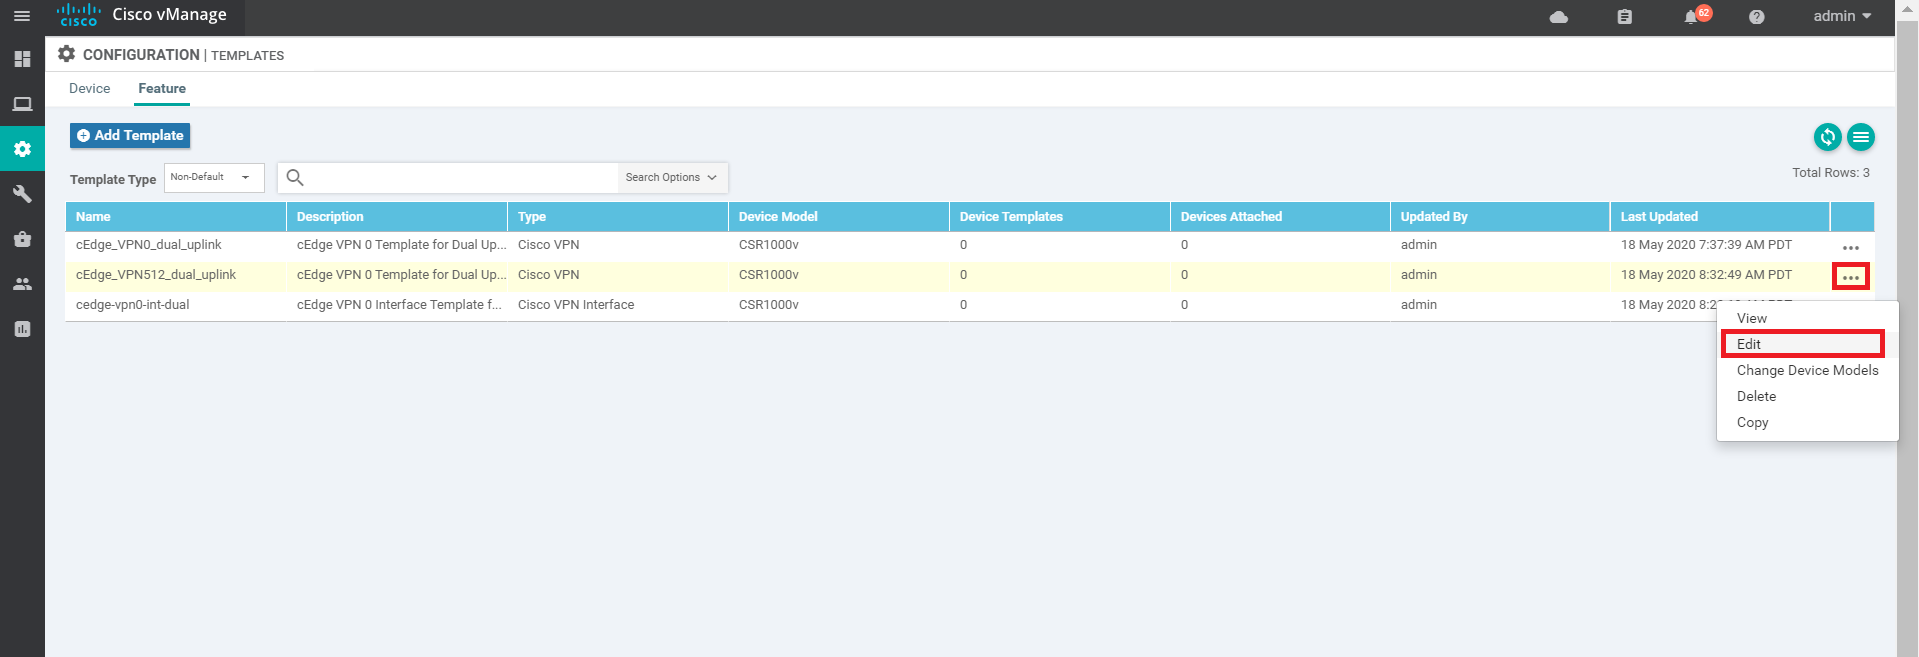 CISCO Cisco vManage 62 admin
CONFIGURATION | TEMPLATES
Device Feature
Add Template
Template Type Non-Default Search Options Total Rows: 3
Name Description Type Device Model Device Templates Devices Attached Updated By Last Updated
cEdge_VPN0_dual_uplink cEdge VPN 0 Template for Dual Up... Cisco VPN CSR1000v 0 0 admin 18 May 2020 7:37:39 AM PDT ...
cEdge_VPN512_dual_uplink cEdge VPN 0 Template for Dual Up... Cisco VPN CSR1000v 0 0 admin 18 May 2020 8:32:49 AM PDT ...
cedge-vpn0-int-dual cEdge VPN 0 Interface Template f... Cisco VPN Interface CSR1000v 0 0 admin 18 May 2020
View
Edit
Change Device Models
Delete
Copy